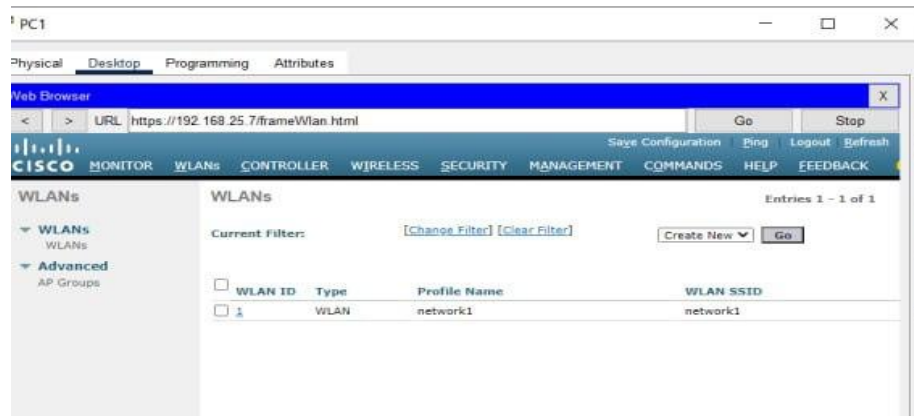 PC1
Physical Desktop Programming Attributes
Web Browser X
< > URL https://192.168.25.7/frameWlan.html Go Stop
Save Configuration Ping Logout Refresh
CISCO MONITOR WLANs CONTROLLER WIRELESS SECURITY MANAGEMENT COMMANDS HELP FEEDBACK
WLANs WLANs Entries 1 - 1 of 1
WLANs Current Filter: [Change Filter] [Clear Filter] Create New Go
WLANs
Advanced
AP Groups
WLAN ID Type Profile Name WLAN SSID
1 WLAN network1 network1